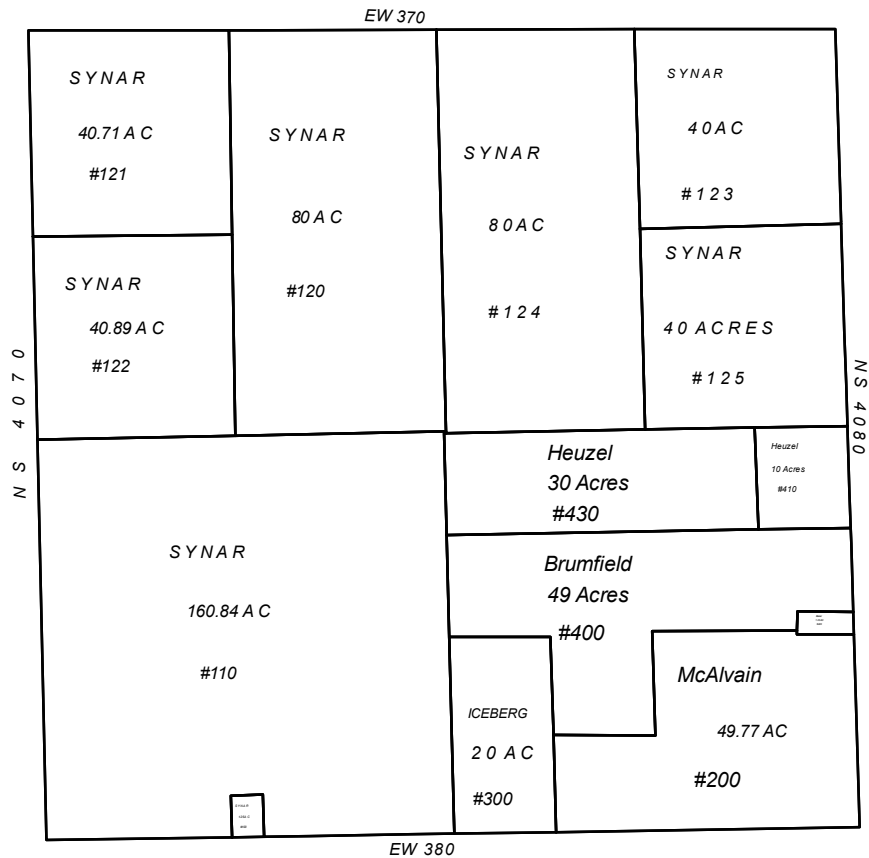 EW 370
SYNAR
40.71 AC
#121
SYNAR
80 AC
#120
SYNAR
80 AC
#124
SYNAR
40 AC
#123
SYNAR
40.89 AC
#122
SYNAR
40 ACRES
#125
NS 4070
NS 4080
Heuzel
30 Acres
#430
Heuzel
10 Acres
#410
SYNAR
160.84 AC
#110
Brumfield
49 Acres
#400
McAlvain
49.77 AC
#200
ICEBERG
20 AC
#300
SYNAR
EW 380